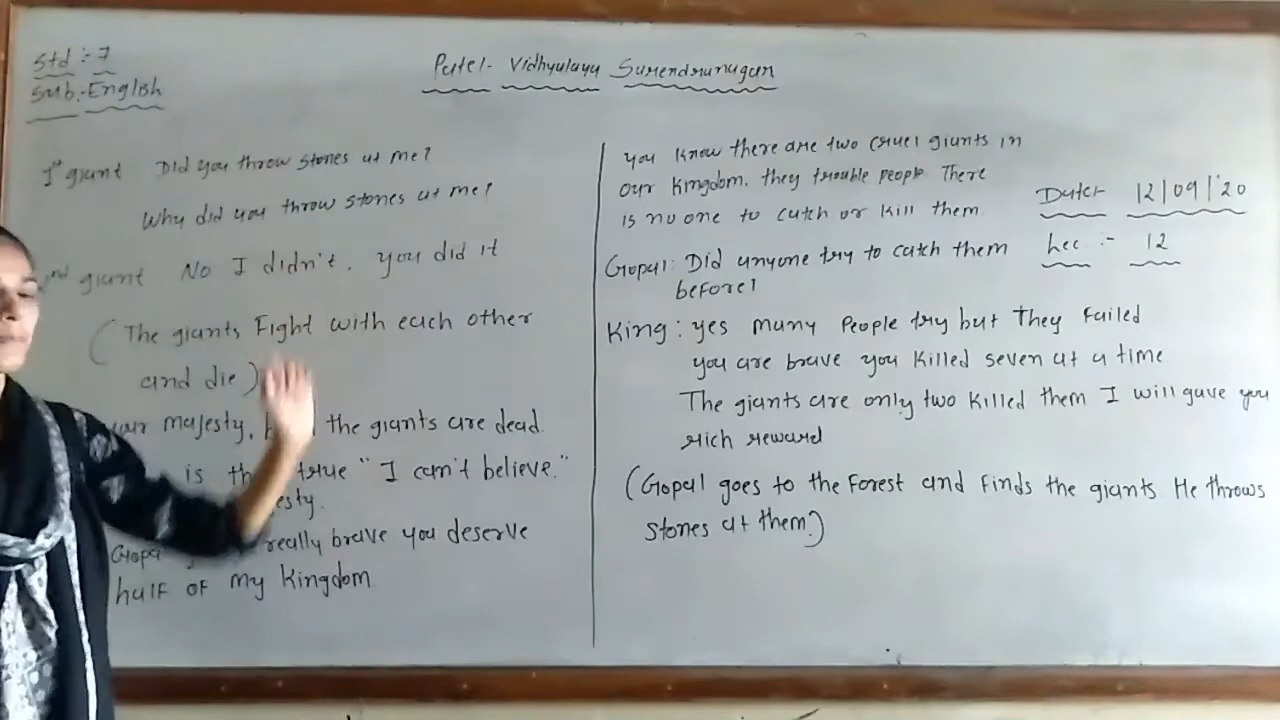 Std :- 7
Sub:- English
Patel- Vidhyalaya Surendranagar
1st giant Did you throw stones at me?
Why did you throw stones at me?
nd giant No I didn't, you did it
(The giants Fight with each other
and die)
majesty, the giants are dead.
is true "I can't believe."
esty.
Gopa really brave you deserve
half of my Kingdom
you know there are two cruel giants in
our Kingdom. they trouble people There
is no one to catch or kill them
Gopal: Did anyone try to catch them
before?
King: yes many People try but They Failed
you are brave you killed seven at a time
The giants are only two killed them I will gave you
rich reward
(Gopal goes to the Forest and Finds the giants He throws
stones at them.)
Date:- 12/09/'20
lec :- 12